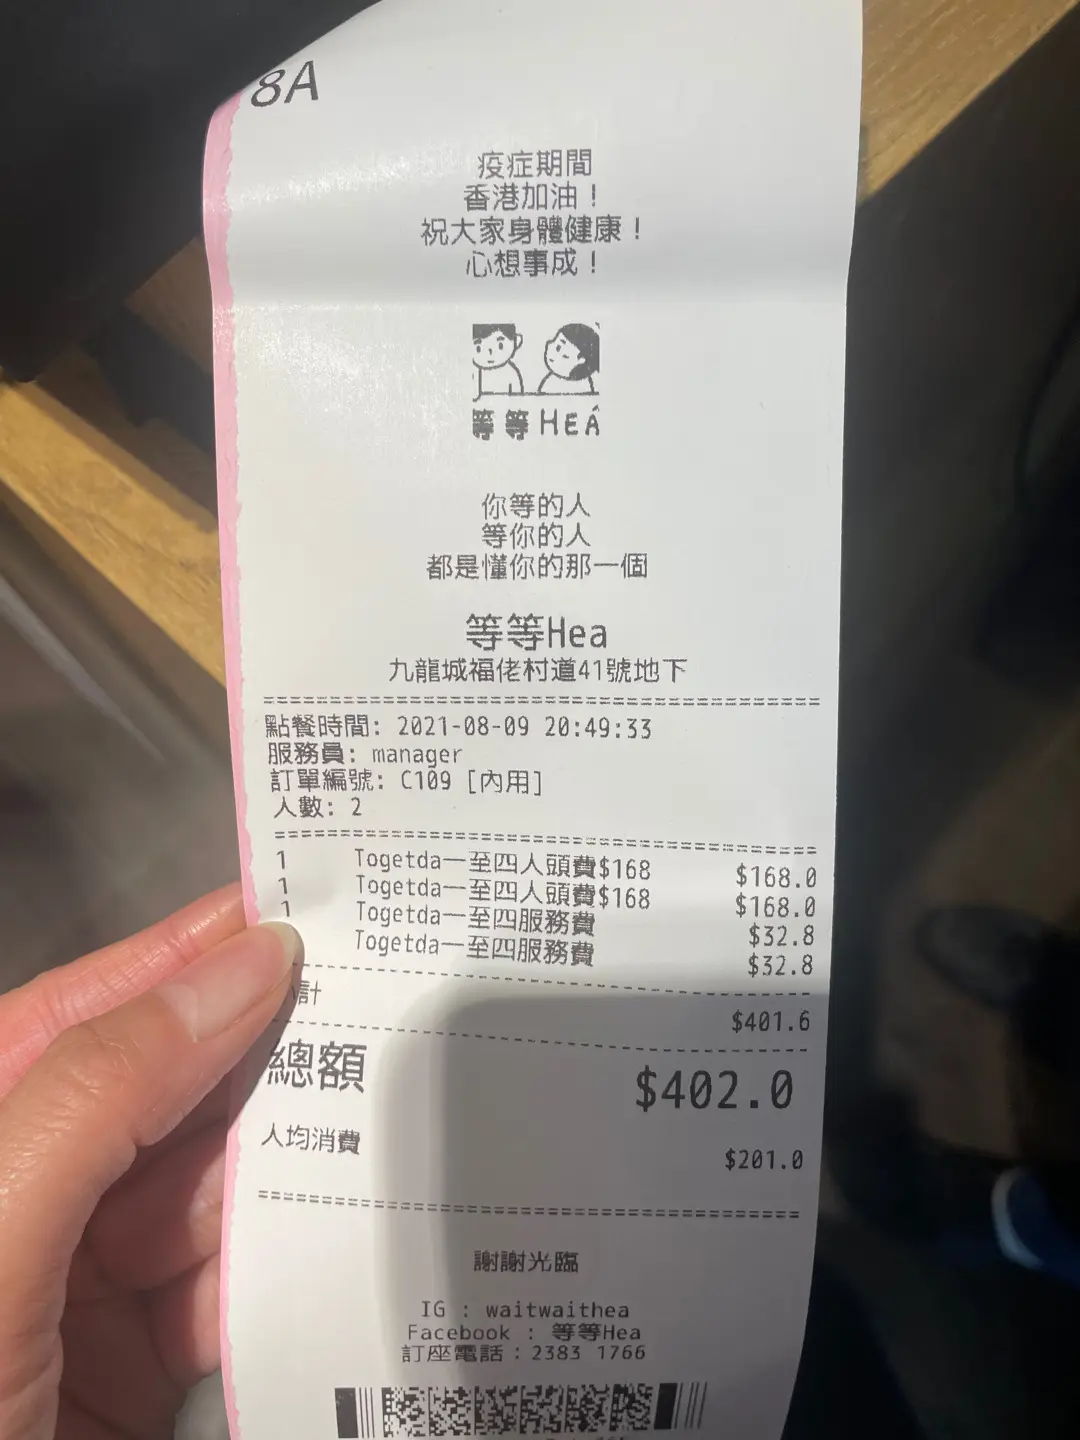 8A
疫症期間
香港加油！
祝大家身體健康！
心想事成！
等等HEA
你等的人
等你的人
都是懂你的那一個
等等Hea
九龍城福佬村道41號地下
點餐時間: 2021-08-09 20:49:33
服務員: manager
訂單編號: C109 [內用]
人數: 2
1 Togetda一至四人頭費$168 $168.0
1 Togetda一至四人頭費$168 $168.0
1 Togetda一至四服務費 $32.8
Togetda一至四服務費 $32.8
計 $401.6
總額 $402.0
人均消費 $201.0
謝謝光臨
IG : waitwaithea
Facebook : 等等Hea
訂座電話：2383 1766